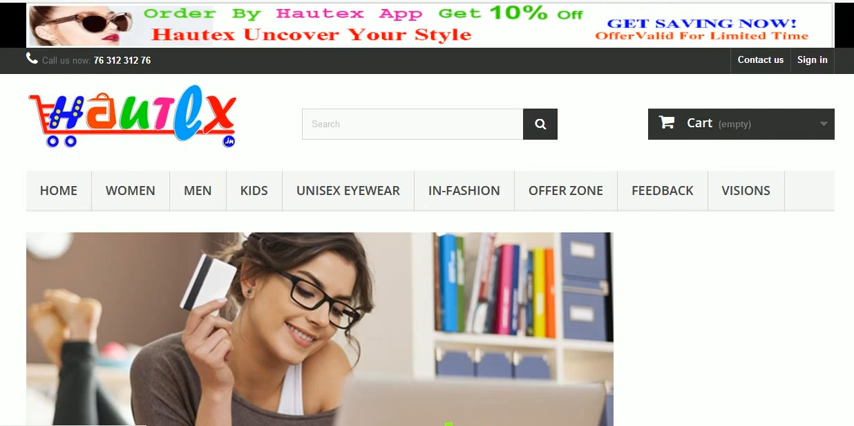 Order By Hautex App Get 10% Off
Hautex Uncover Your Style
GET SAVING NOW!
OfferValid For Limited Time
Call us now: 76 312 312 76
Contact us
Sign in
Hautex
.in
Search
Cart (empty)
HOME
WOMEN
MEN
KIDS
UNISEX EYEWEAR
IN-FASHION
OFFER ZONE
FEEDBACK
VISIONS